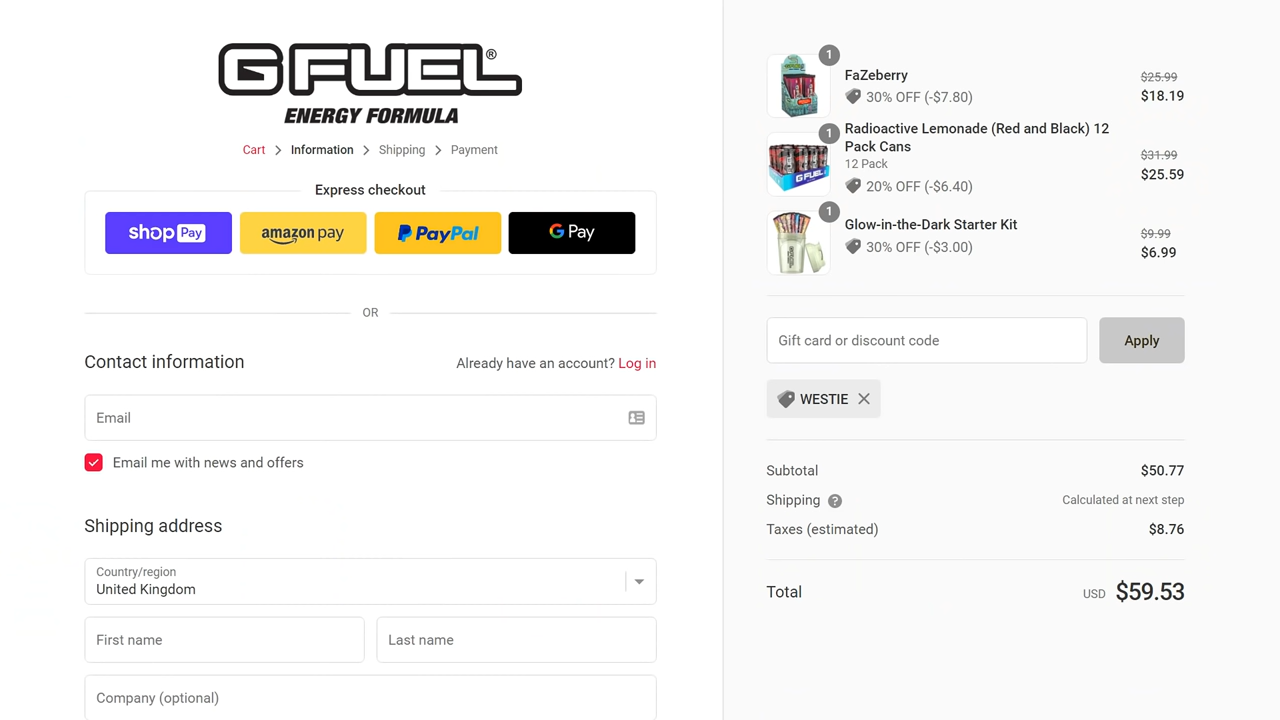 GFUEL®
ENERGY FORMULA
Cart > Information > Shipping > Payment
Express checkout
shop Pay
amazon pay
PayPal
G Pay
OR
Contact information
Already have an account? Log in
Email
Email me with news and offers
Shipping address
Country/region
United Kingdom
First name
Last name
Company (optional)
1
FaZeberry
$25.99
30% OFF (-$7.80)
$18.19
1
Radioactive Lemonade (Red and Black) 12
Pack Cans
12 Pack
$31.99
20% OFF (-$6.40)
$25.59
G FUEL
1
Glow-in-the-Dark Starter Kit
$9.99
30% OFF (-$3.00)
$6.99
Gift card or discount code
Apply
WESTIE
Subtotal
$50.77
Shipping ?
Calculated at next step
Taxes (estimated)
$8.76
Total
USD $59.53